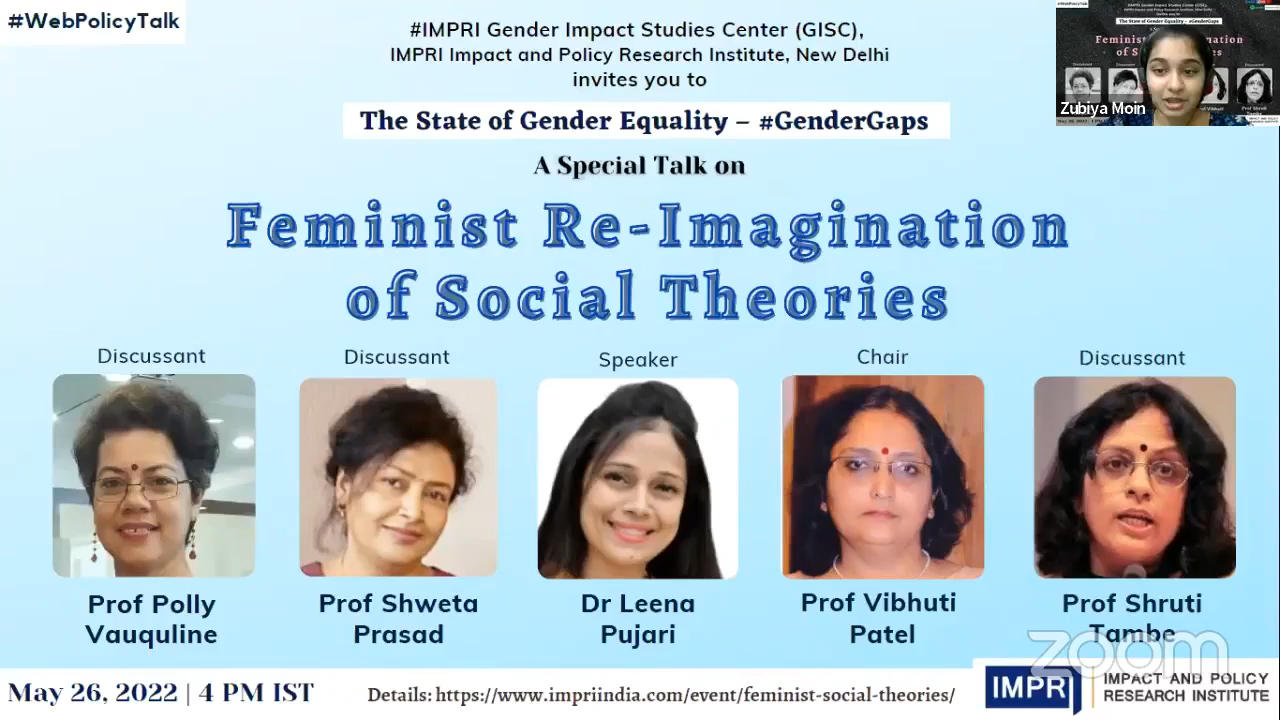 #WebPolicyTalk
#IMPRI Gender Impact Studies Center (GISC),
IMPRI Impact and Policy Research Institute, New Delhi
invites you to
The State of Gender Equality – #GenderGaps
A Special Talk on
Feminist Re-Imagination
of Social Theories
Zubiya Moin
Discussant
Discussant
Speaker
Chair
Discussant
Prof Polly
Vauquline
Prof Shweta
Prasad
Dr Leena
Pujari
Prof Vibhuti
Patel
Prof Shruti
Tambe
zoom
May 26, 2022 | 4 PM IST
Details: https://www.impriindia.com/event/feminist-social-theories/
IMPRI
IMPACT AND POLICY
RESEARCH INSTITUTE